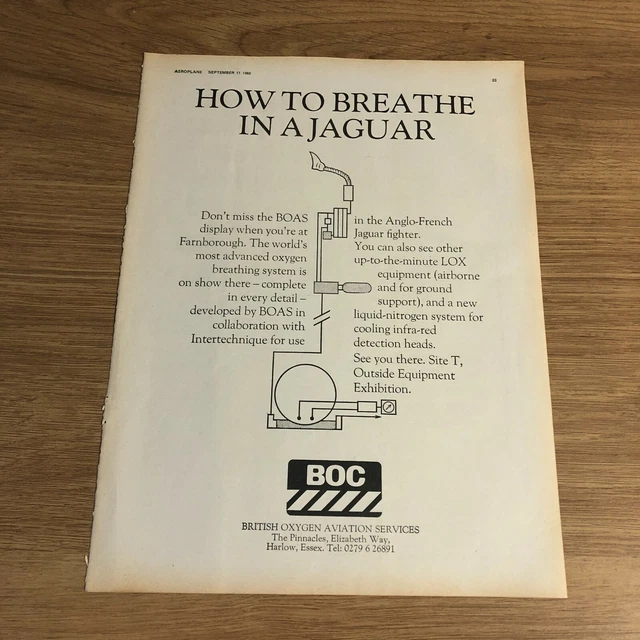 AEROPLANE SEPTEMBER 11 1968
HOW TO BREATHE
IN A JAGUAR
Don't miss the BOAS
display when you're at
Farnborough. The world's
most advanced oxygen
breathing system is
on show there – complete
in every detail –
developed by BOAS in
collaboration with
Intertechnique for use
in the Anglo-French
Jaguar fighter.
You can also see other
up-to-the-minute LOX
equipment (airborne
and for ground
support), and a new
liquid-nitrogen system for
cooling infra-red
detection heads.
See you there. Site T,
Outside Equipment
Exhibition.
BOC
BRITISH OXYGEN AVIATION SERVICES
The Pinnacles, Elizabeth Way,
Harlow, Essex. Tel: 0279 6 26891